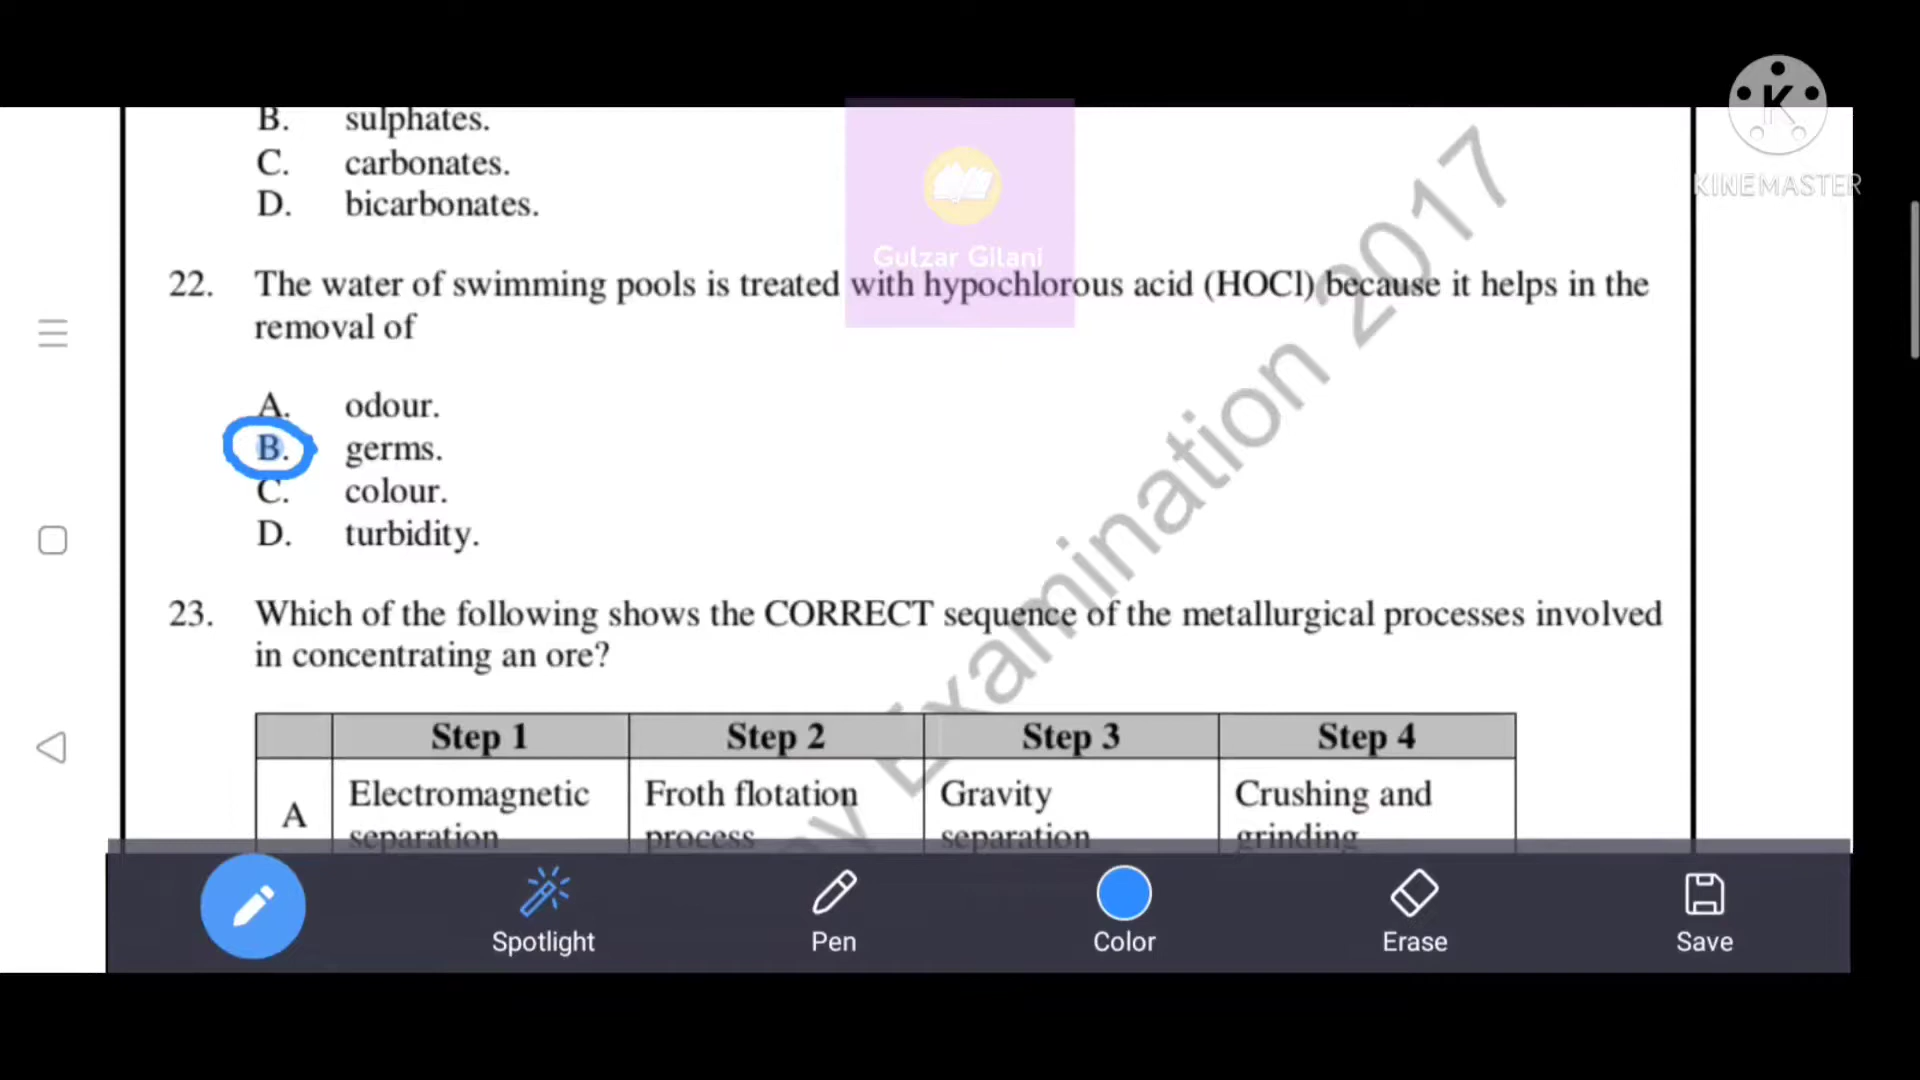 B. sulphates.
C. carbonates.
D. bicarbonates.
KINEMASTER
Gulzar Gilani
22. The water of swimming pools is treated with hypochlorous acid (HOCl) because it helps in the
removal of
A. odour.
B. germs.
C. colour.
D. turbidity.
Examination 2017
23. Which of the following shows the CORRECT sequence of the metallurgical processes involved
in concentrating an ore?
Step 1 Step 2 Step 3 Step 4
A Electromagnetic separation Froth flotation process Gravity separation Crushing and grinding
Spotlight Pen Color Erase Save